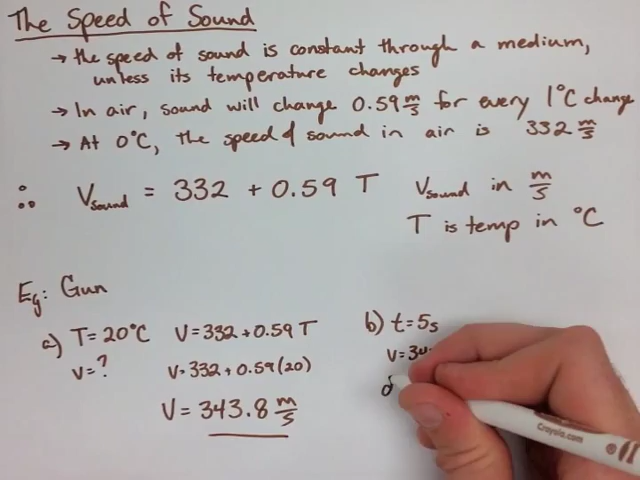 The Speed of Sound
→ the speed of sound is constant through a medium,
unless its temperature changes
→ In air, sound will change 0.59 m/s for every 1°C change
→ At 0°C, the speed of sound in air is 332 m/s
∴ Vsound = 332 + 0.59 T Vsound in m/s
T is temp in °C
Eg: Gun
a) T = 20°C V = 332 + 0.59 T b) t = 5s
V = ? V = 332 + 0.59 (20) V = 34
V = 343.8 m/s
Crayola.com